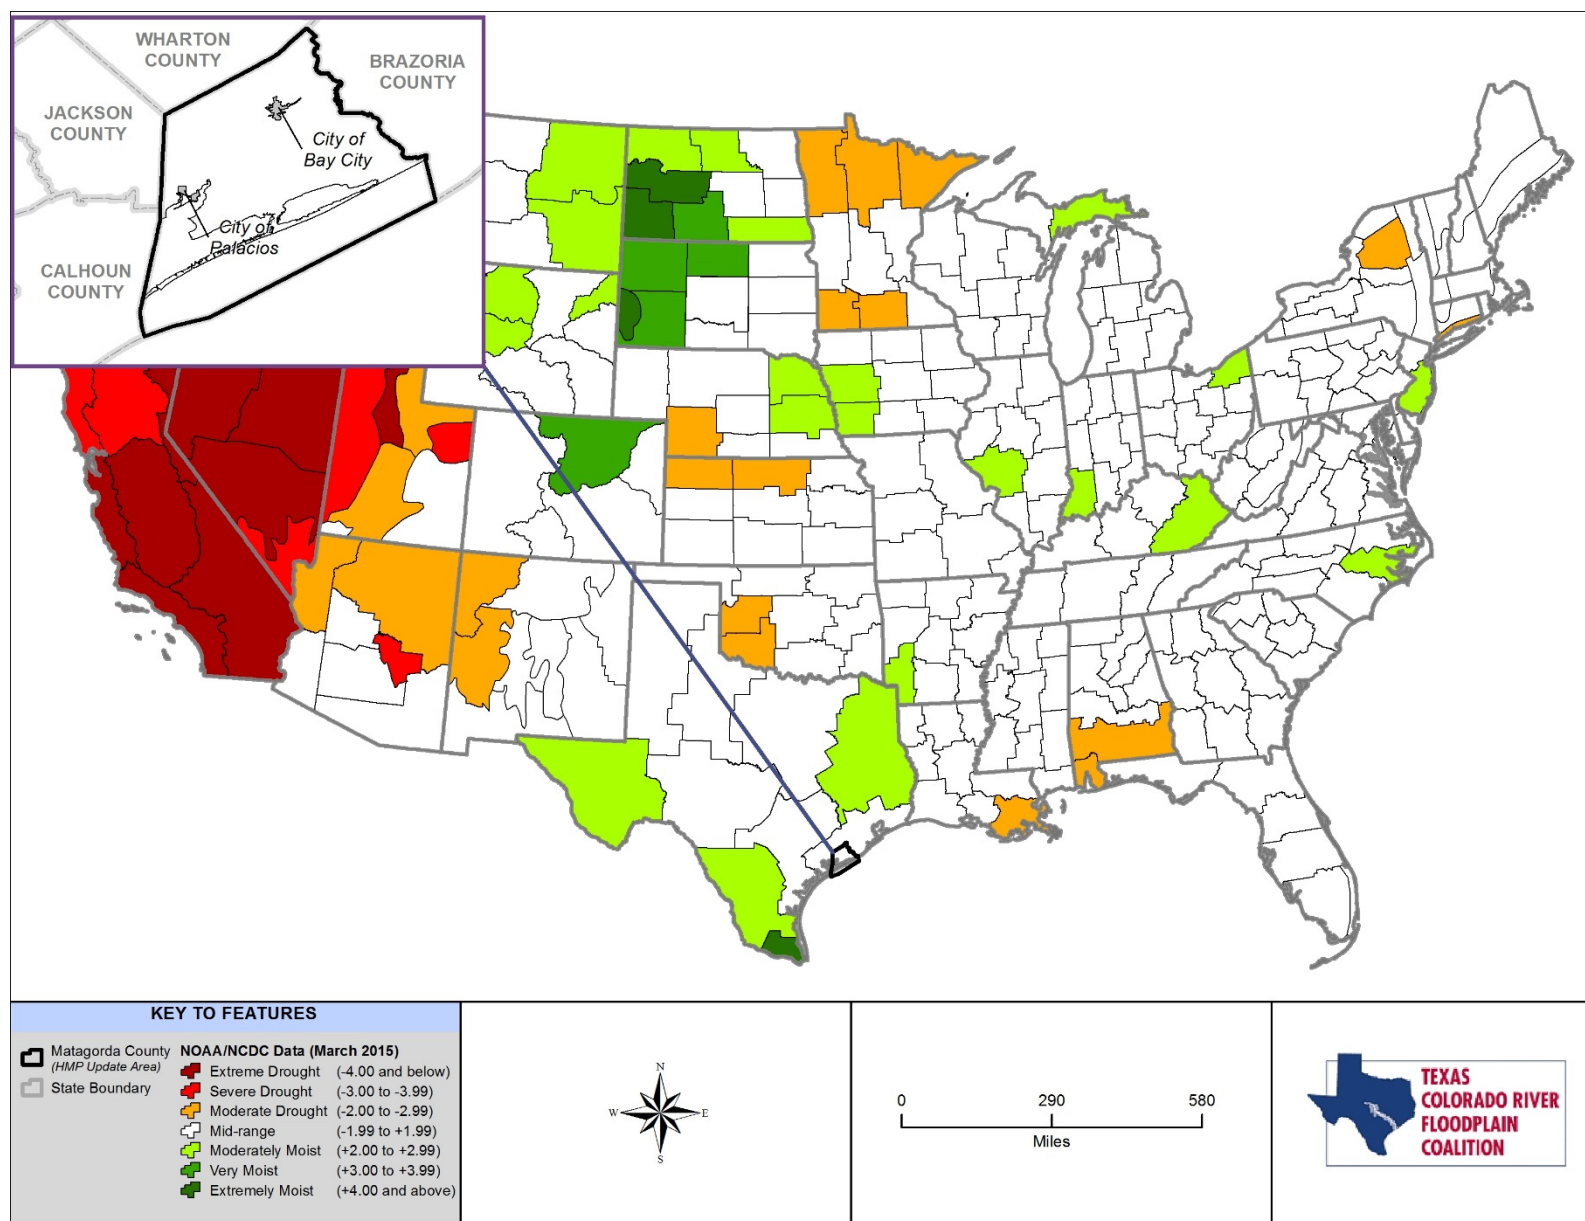 WHARTON
COUNTY
BRAZORIA
COUNTY
JACKSON
COUNTY
City of
Bay City
City of
Palacios
CALHOUN
COUNTY
KEY TO FEATURES
Matagorda County
(HMP Update Area)
State Boundary
NOAA/NCDC Data (March 2015)
Extreme Drought (-4.00 and below)
Severe Drought (-3.00 to -3.99)
Moderate Drought (-2.00 to -2.99)
Mid-range (-1.99 to +1.99)
Moderately Moist (+2.00 to +2.99)
Very Moist (+3.00 to +3.99)
Extremely Moist (+4.00 and above)
N
W E
S
0 290 580
Miles
TEXAS
COLORADO RIVER
FLOODPLAIN
COALITION